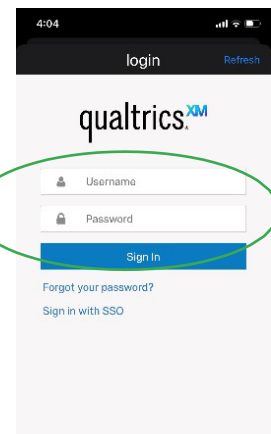 4:04
login Refresh
qualtrics.XM
Username
Password
Sign In
Forgot your password?
Sign in with SSO